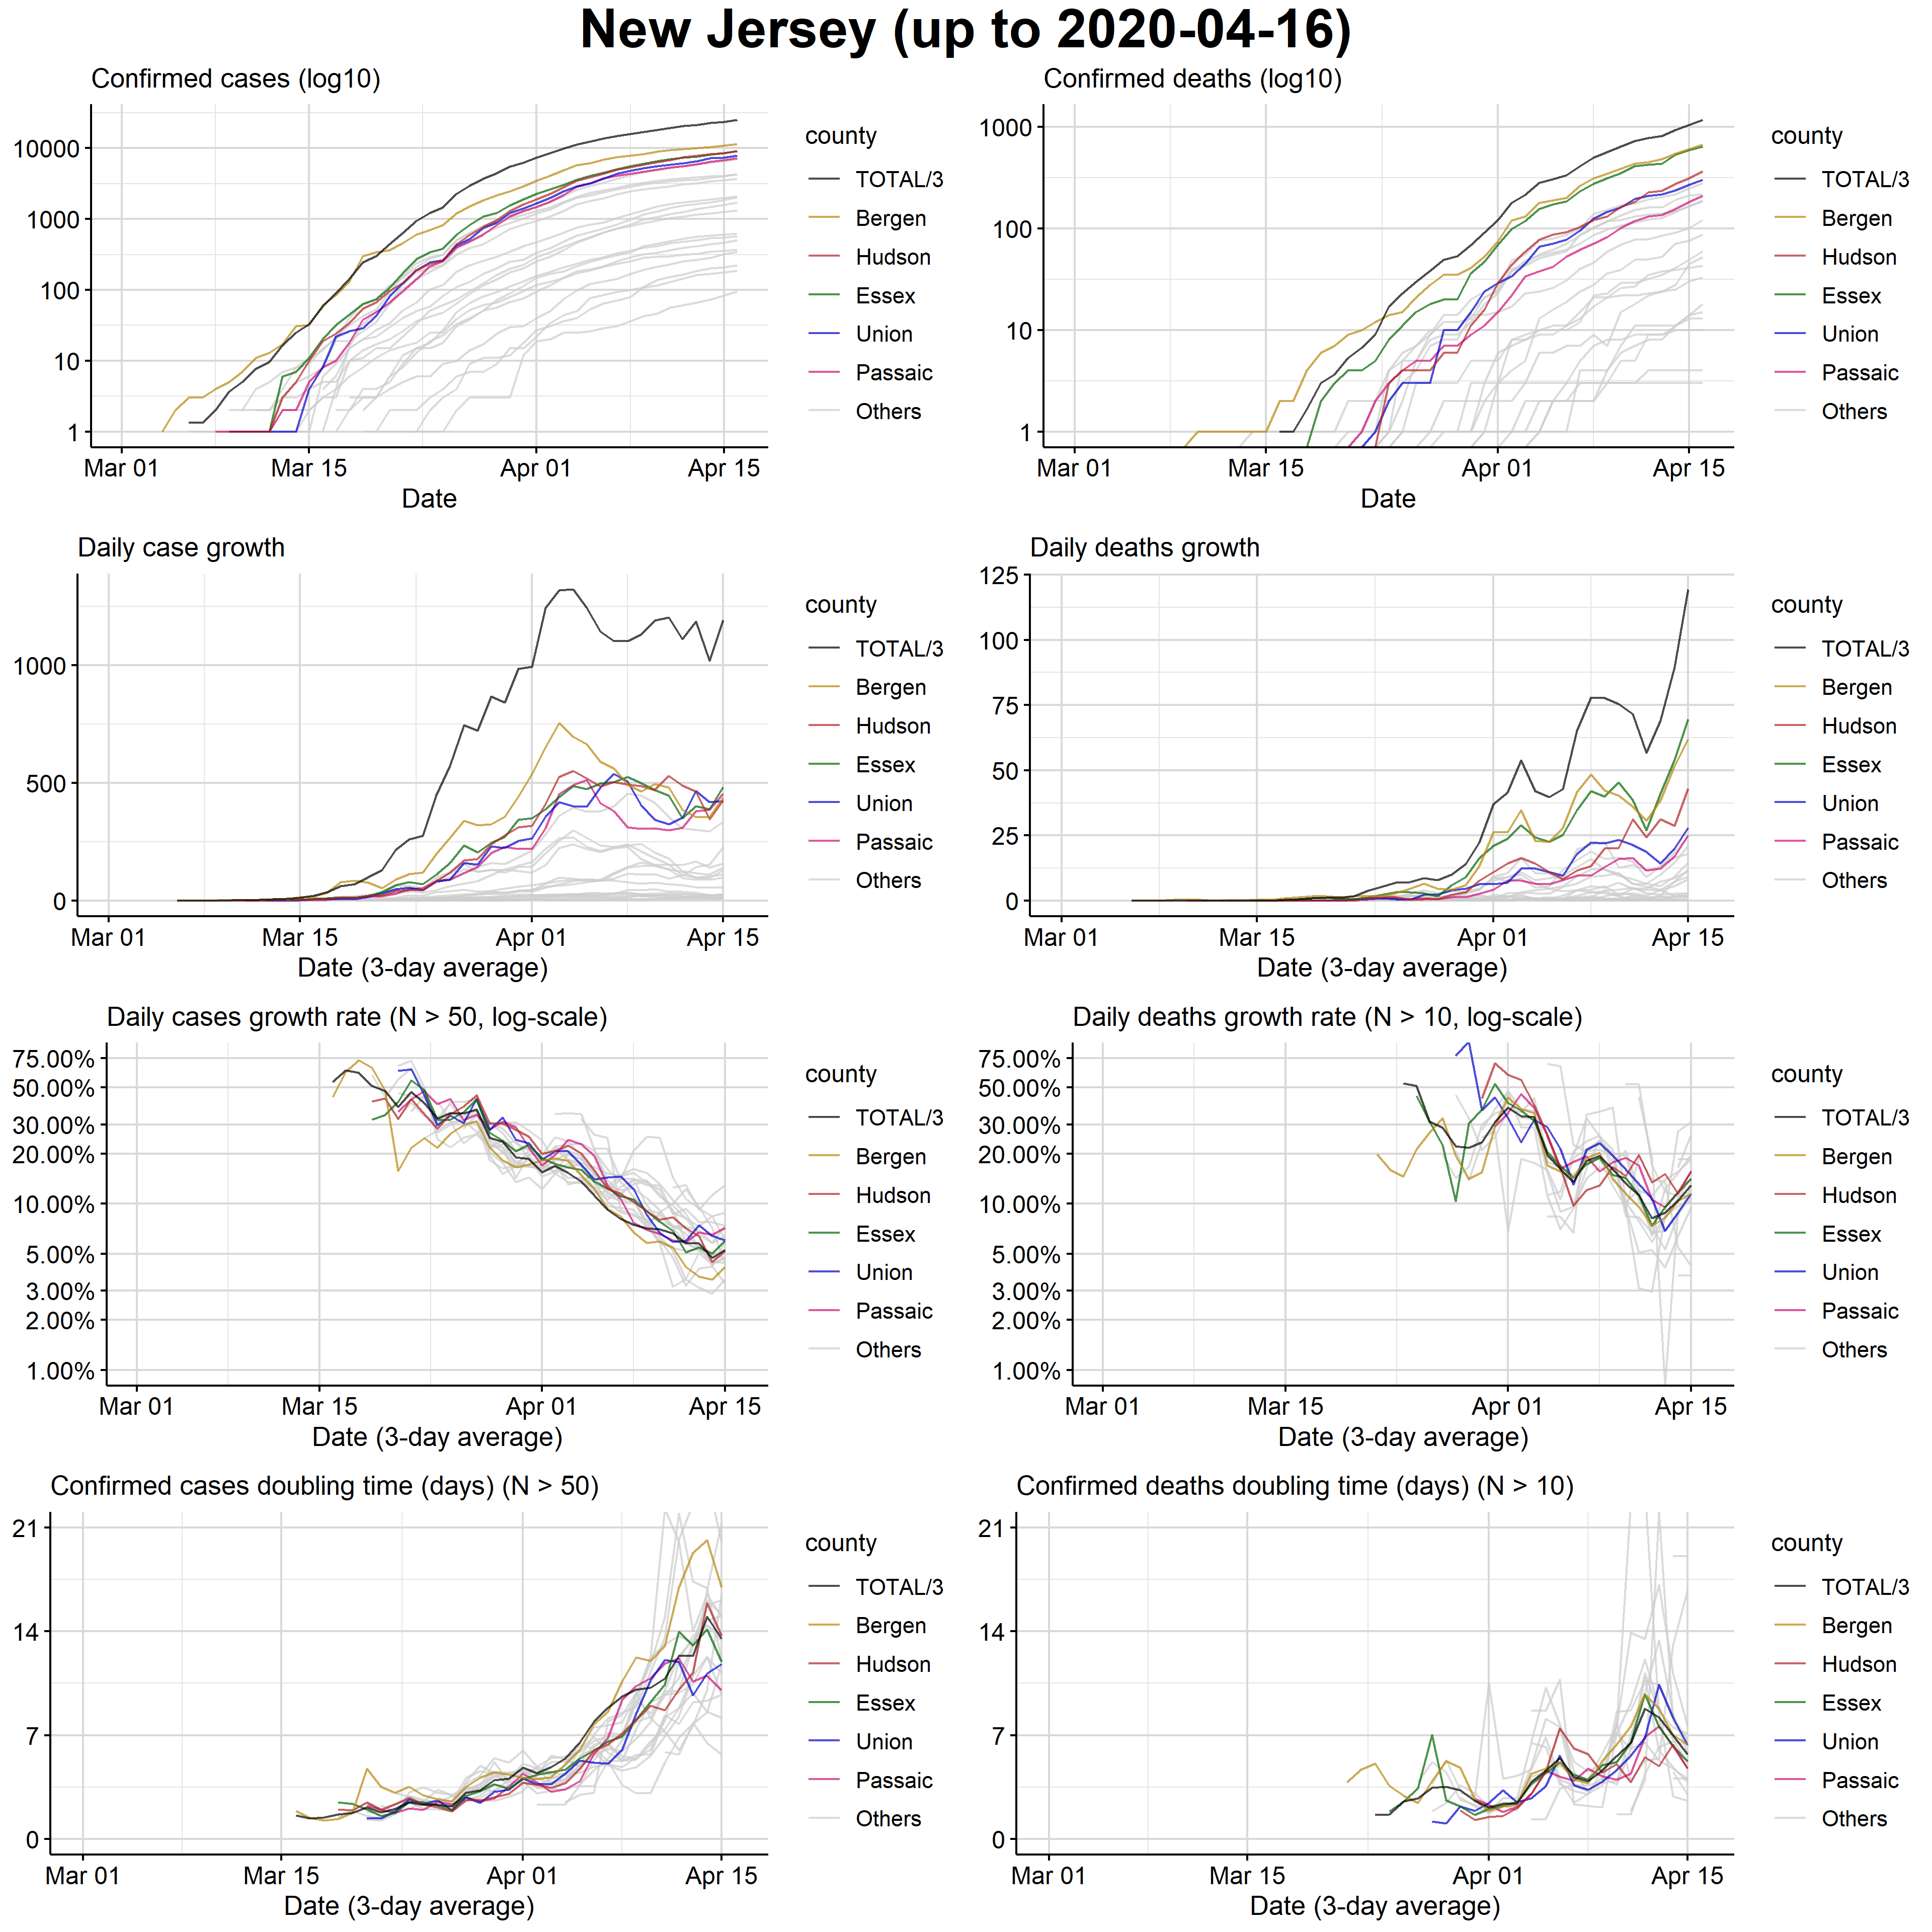 New Jersey (up to 2020-04-16)
Confirmed cases (log10)
10000
1000
100
10
1
Mar 01 Mar 15 Apr 01 Apr 15
Date
county
TOTAL/3
Bergen
Hudson
Essex
Union
Passaic
Others
Confirmed deaths (log10)
1000
100
10
1
Mar 01 Mar 15 Apr 01 Apr 15
Date
county
TOTAL/3
Bergen
Hudson
Essex
Union
Passaic
Others
Daily case growth
1000
500
0
Mar 01 Mar 15 Apr 01 Apr 15
Date (3-day average)
county
TOTAL/3
Bergen
Hudson
Essex
Union
Passaic
Others
Daily deaths growth
125
100
75
50
25
0
Mar 01 Mar 15 Apr 01 Apr 15
Date (3-day average)
county
TOTAL/3
Bergen
Hudson
Essex
Union
Passaic
Others
Daily cases growth rate (N > 50, log-scale)
75.00%
50.00%
30.00%
20.00%
10.00%
5.00%
3.00%
2.00%
1.00%
Mar 01 Mar 15 Apr 01 Apr 15
Date (3-day average)
county
TOTAL/3
Bergen
Hudson
Essex
Union
Passaic
Others
Daily deaths growth rate (N > 10, log-scale)
75.00%
50.00%
30.00%
20.00%
10.00%
5.00%
3.00%
2.00%
1.00%
Mar 01 Mar 15 Apr 01 Apr 15
Date (3-day average)
county
TOTAL/3
Bergen
Hudson
Essex
Union
Passaic
Others
Confirmed cases doubling time (days) (N > 50)
21
14
7
0
Mar 01 Mar 15 Apr 01 Apr 15
Date (3-day average)
county
TOTAL/3
Bergen
Hudson
Essex
Union
Passaic
Others
Confirmed deaths doubling time (days) (N > 10)
21
14
7
0
Mar 01 Mar 15 Apr 01 Apr 15
Date (3-day average)
county
TOTAL/3
Bergen
Hudson
Essex
Union
Passaic
Others